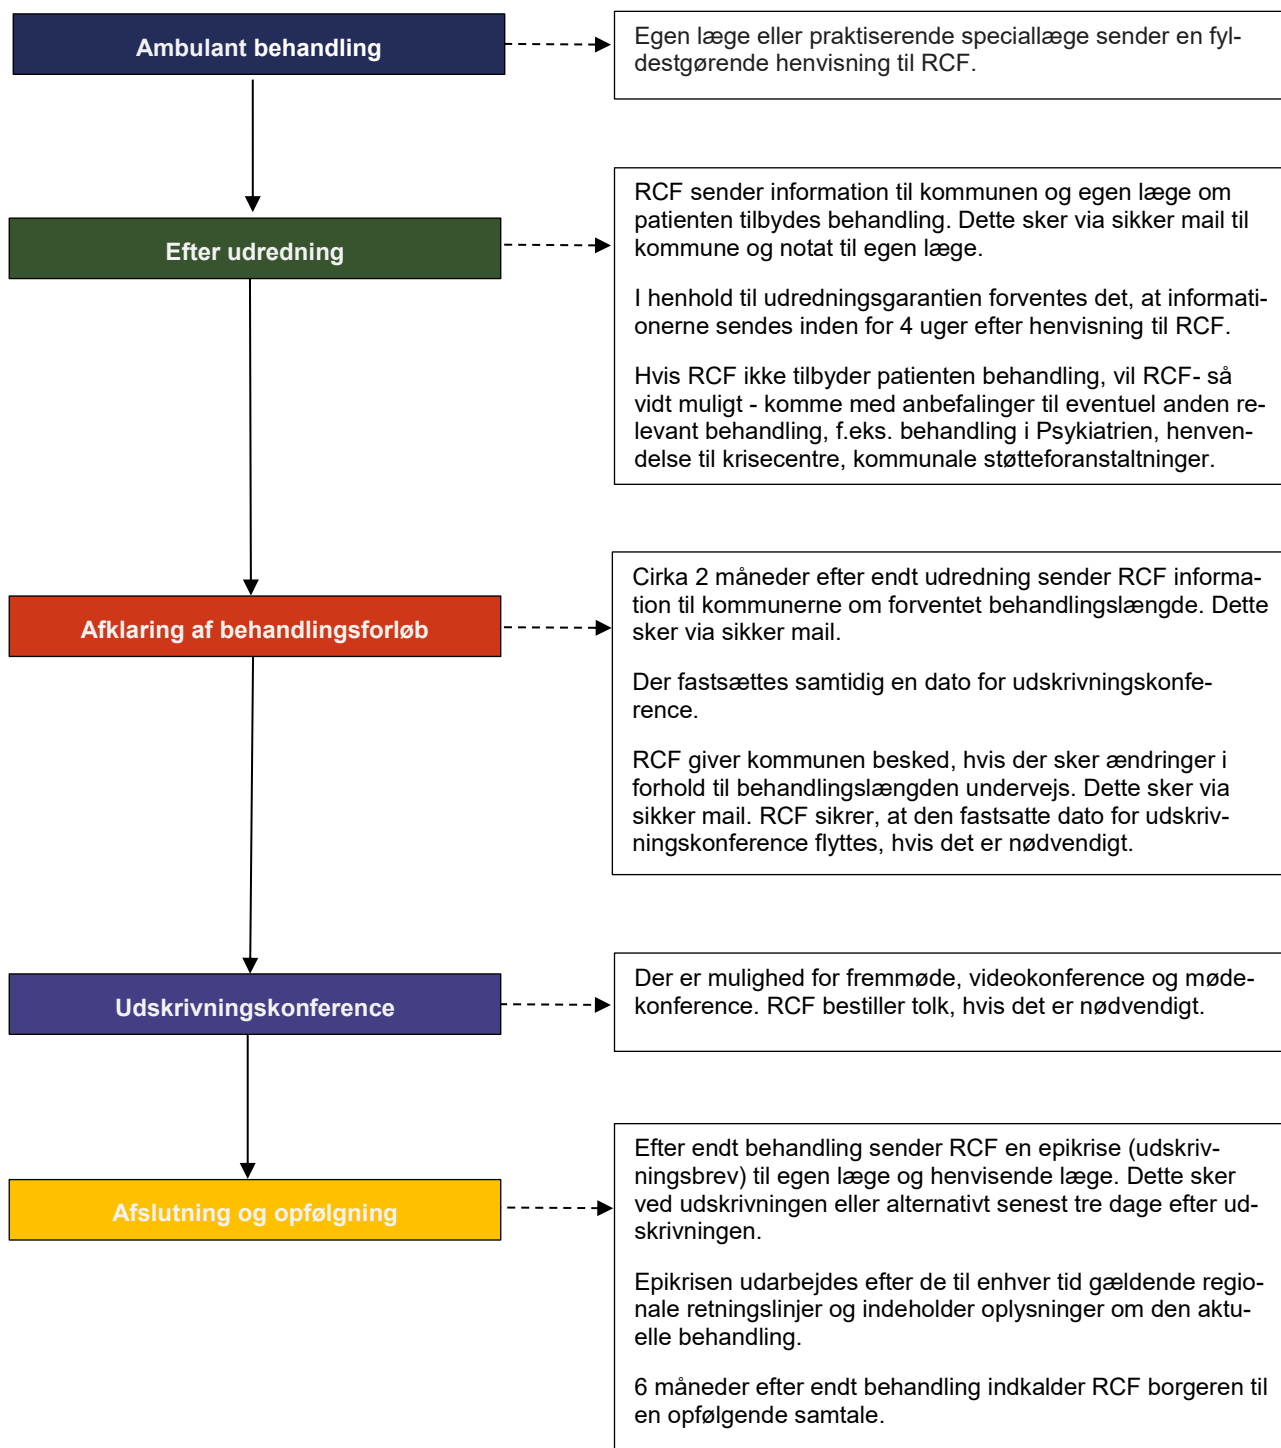 Ambulant behandling
Egen læge eller praktiserende speciallæge sender en fyl-
destgørende henvisning til RCF.
Efter udredning
RCF sender information til kommunen og egen læge om
patienten tilbydes behandling. Dette sker via sikker mail til
kommune og notat til egen læge.
I henhold til udredningsgarantien forventes det, at informati-
onerne sendes inden for 4 uger efter henvisning til RCF.
Hvis RCF ikke tilbyder patienten behandling, vil RCF- så
vidt muligt - komme med anbefalinger til eventuel anden re-
levant behandling, f.eks. behandling i Psykiatrien, henven-
delse til krisecentre, kommunale støtteforanstaltninger.
Afklaring af behandlingsforløb
Cirka 2 måneder efter endt udredning sender RCF informa-
tion til kommunerne om forventet behandlingslængde. Dette
sker via sikker mail.
Der fastsættes samtidig en dato for udskrivningskonfe-
rence.
RCF giver kommunen besked, hvis der sker ændringer i
forhold til behandlingslængden undervejs. Dette sker via
sikker mail. RCF sikrer, at den fastsatte dato for udskriv-
ningskonference flyttes, hvis det er nødvendigt.
Udskrivningskonference
Der er mulighed for fremmøde, videokonference og møde-
konference. RCF bestiller tolk, hvis det er nødvendigt.
Afslutning og opfølgning
Efter endt behandling sender RCF en epikrise (udskriv-
ningsbrev) til egen læge og henvisende læge. Dette sker
ved udskrivningen eller alternativt senest tre dage efter ud-
skrivningen.
Epikrisen udarbejdes efter de til enhver tid gældende regio-
nale retningslinjer og indeholder oplysninger om den aktu-
elle behandling.
6 måneder efter endt behandling indkalder RCF borgeren til
en opfølgende samtale.